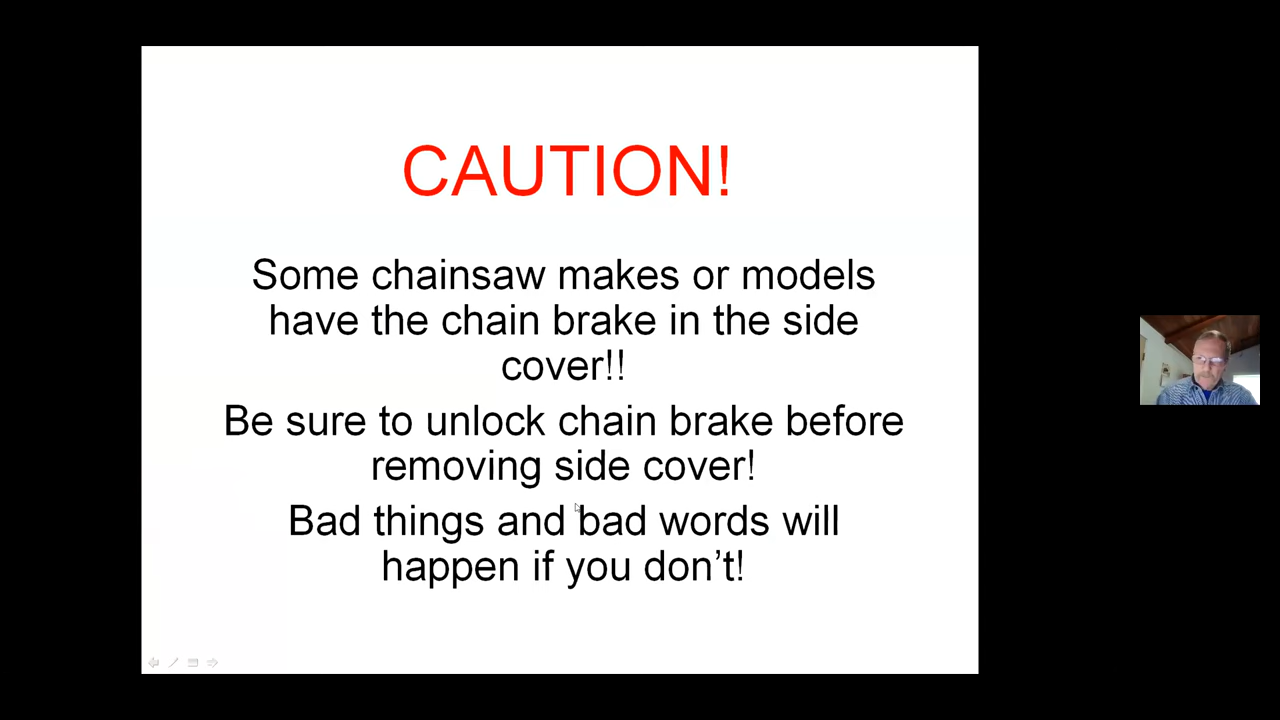 CAUTION!
Some chainsaw makes or models
have the chain brake in the side
cover!!
Be sure to unlock chain brake before
removing side cover!
Bad things and bad words will
happen if you don’t!